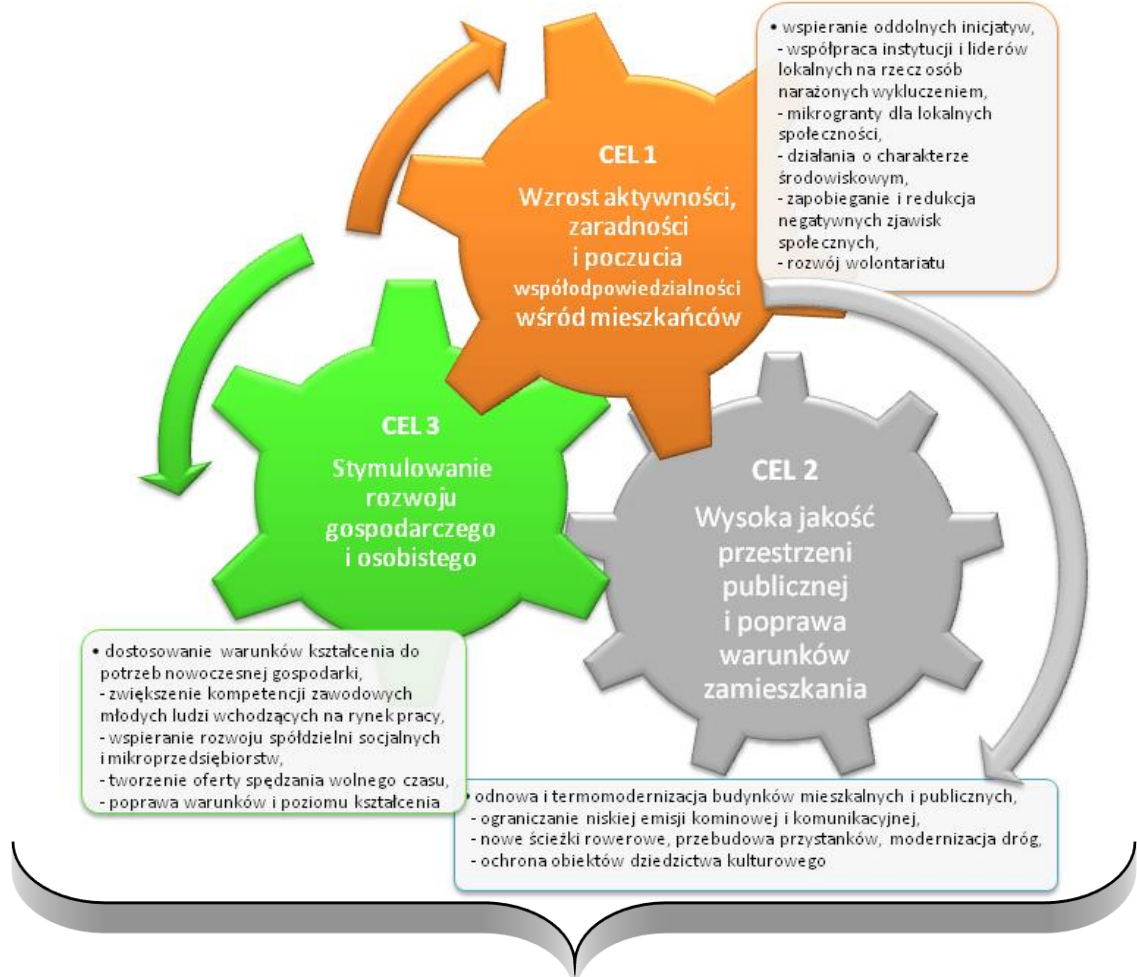 CEL 1
Wzrost aktywności,
zaradności
i poczucia
współodpowiedzialności
wśród mieszkańców
• wspieranie oddolnych inicjatyw,
- współpraca instytucji i liderów
lokalnych na rzecz osób
narażonych wykluczeniem,
- mikrogranty dla lokalnych
społeczności,
- działania o charakterze
środowiskowym,
- zapobieganie i redukcja
negatywnych zjawisk
społecznych,
- rozwój wolontariatu
CEL 2
Wysoka jakość
przestrzeni
publicznej
i poprawa
warunków
zamieszkania
• odnowa i termomodernizacja budynków mieszkalnych i publicznych,
- ograniczanie niskiej emisji kominowej i komunikacyjnej,
- nowe ścieżki rowerowe, przebudowa przystanków, modernizacja dróg,
- ochrona obiektów dziedzictwa kulturowego
CEL 3
Stymulowanie
rozwoju
gospodarczego
i osobistego
• dostosowanie warunków kształcenia do
potrzeb nowoczesnej gospodarki,
- zwiększenie kompetencji zawodowych
młodych ludzi wchodzących na rynek pracy,
- wspieranie rozwoju spółdzielni socjalnych
i mikroprzedsiębiorstw,
- tworzenie oferty spędzania wolnego czasu,
- poprawa warunków i poziomu kształcenia